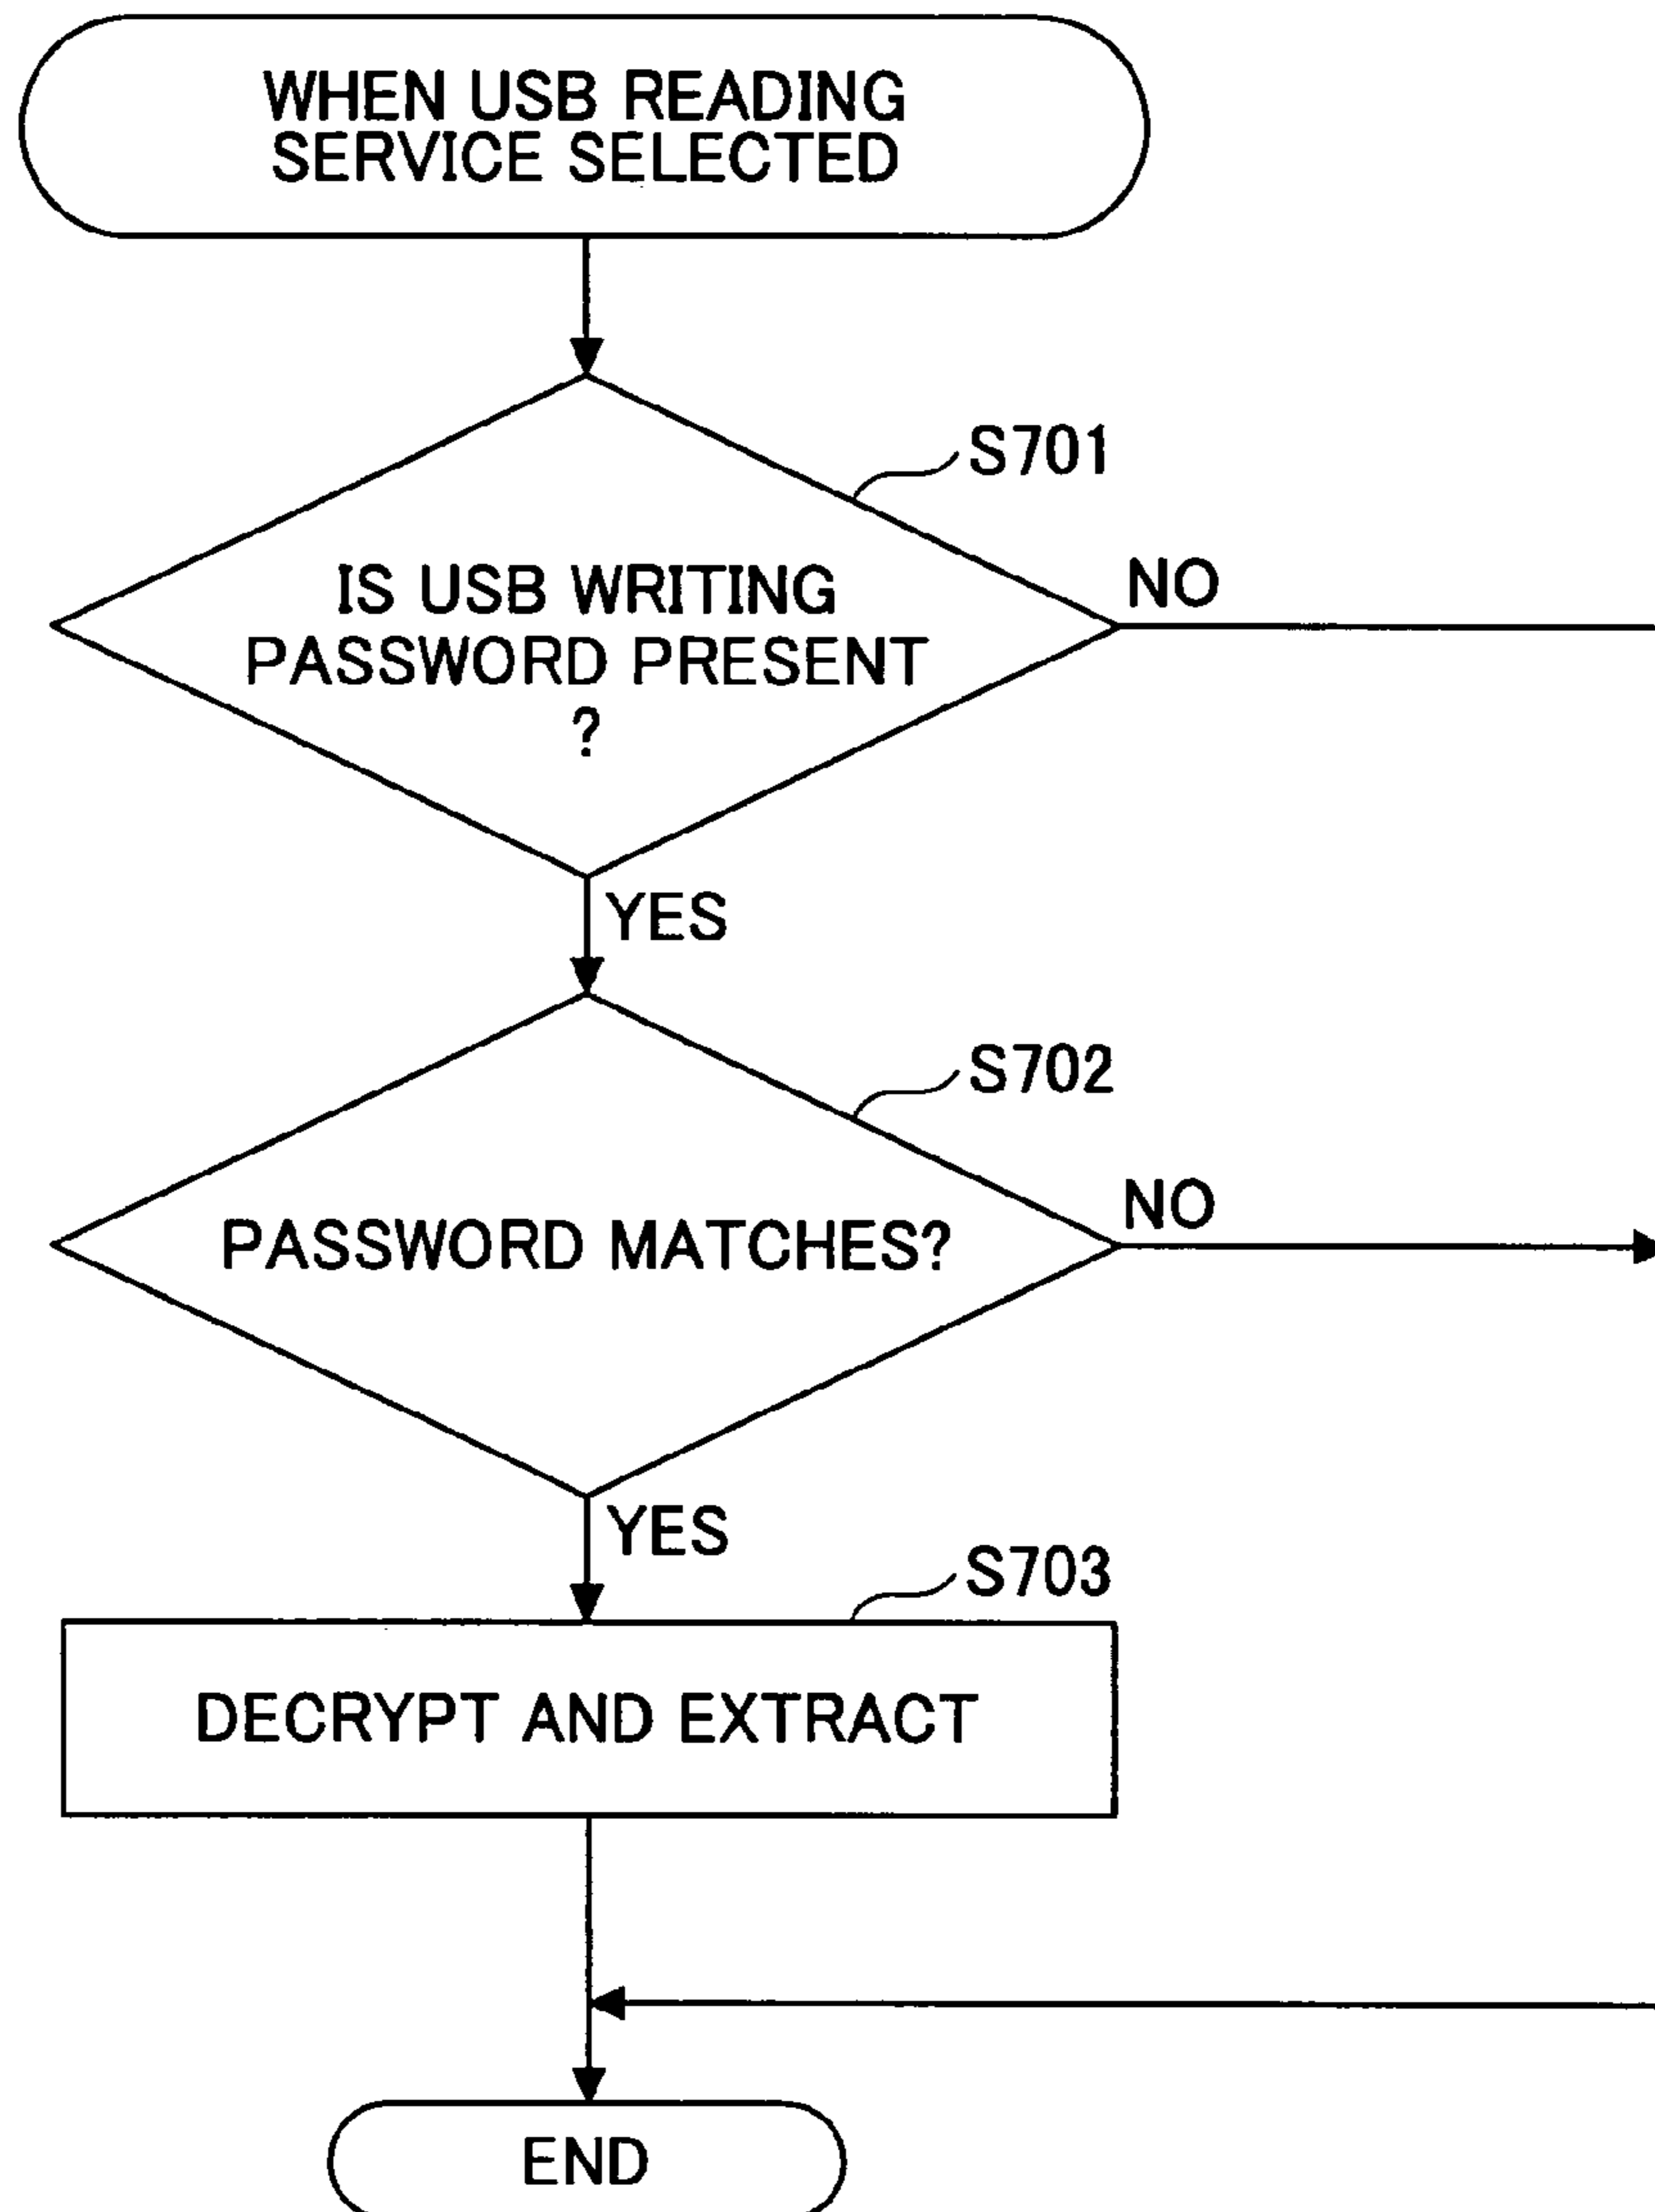 WHEN USB READING
SERVICE SELECTED
S701
IS USB WRITING
PASSWORD PRESENT
?
NO
YES
S702
PASSWORD MATCHES?
NO
YES
S703
DECRYPT AND EXTRACT
END